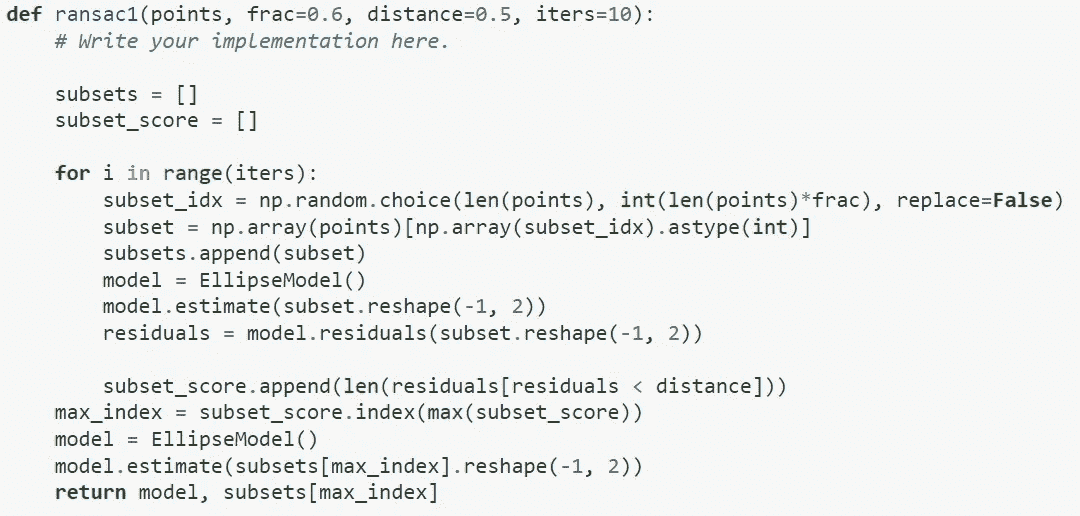 def ransac1(points, frac=0.6, distance=0.5, iters=10):
    # Write your implementation here.

    subsets = []
    subset_score = []

    for i in range(iters):
        subset_idx = np.random.choice(len(points), int(len(points)*frac), replace=False)
        subset = np.array(points)[np.array(subset_idx).astype(int)]
        subsets.append(subset)
        model = EllipseModel()
        model.estimate(subset.reshape(-1, 2))
        residuals = model.residuals(subset.reshape(-1, 2))

        subset_score.append(len(residuals[residuals < distance]))
    max_index = subset_score.index(max(subset_score))
    model = EllipseModel()
    model.estimate(subsets[max_index].reshape(-1, 2))
    return model, subsets[max_index]